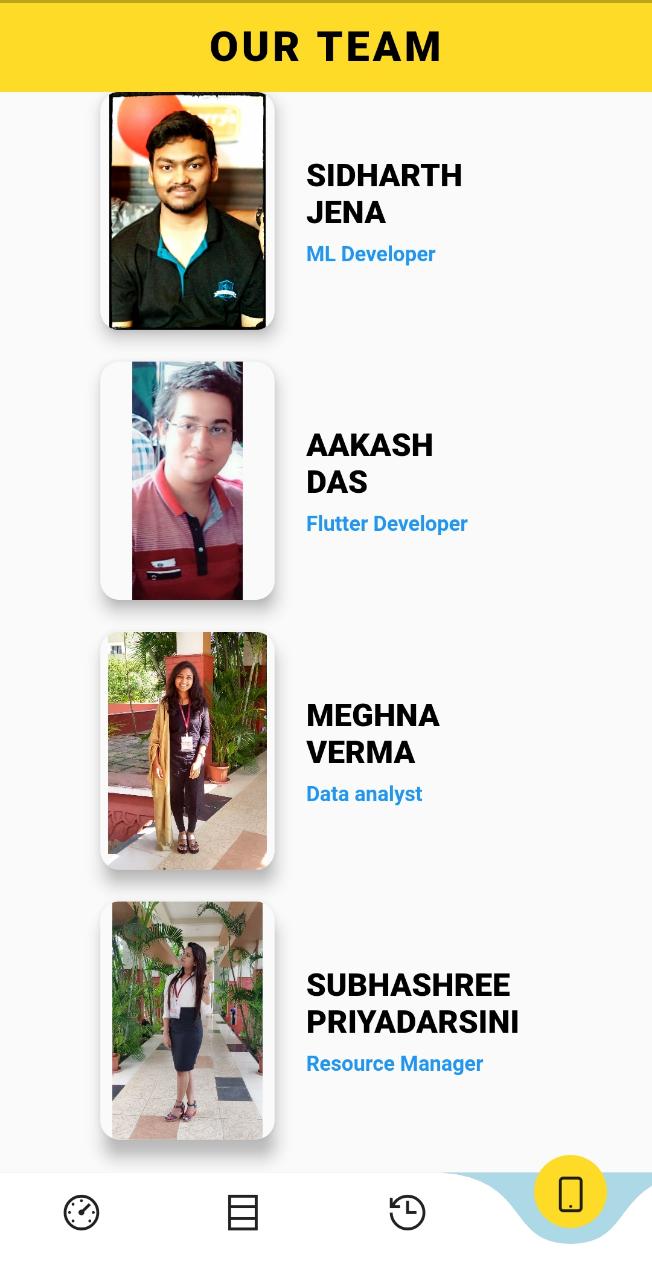 OUR TEAM
SIDHARTH
JENA
ML Developer
AAKASH
DAS
Flutter Developer
MEGHNA
VERMA
Data analyst
SUBHASHREE
PRIYADARSINI
Resource Manager